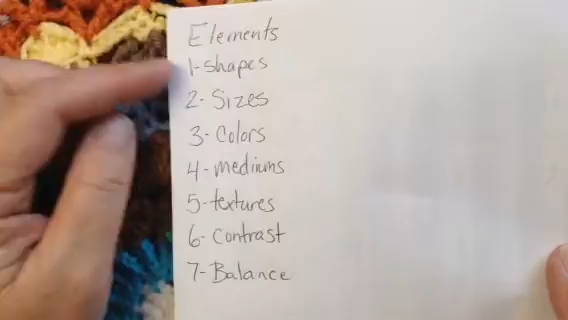 Elements
1-shapes
2-Sizes
3-Colors
4-mediums
5-textures
6-Contrast
7-Balance